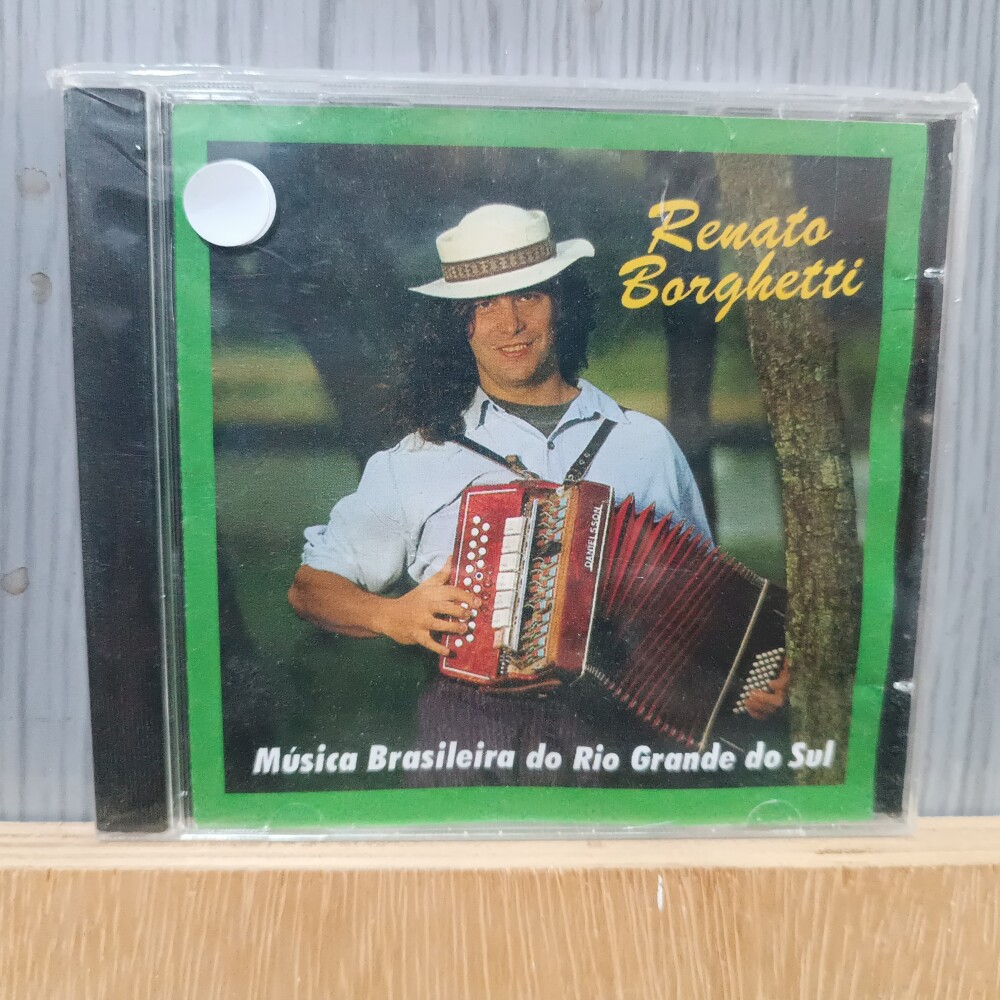 Renato
Borghetti
DANIELSSON
Música Brasileira do Rio Grande do Sul